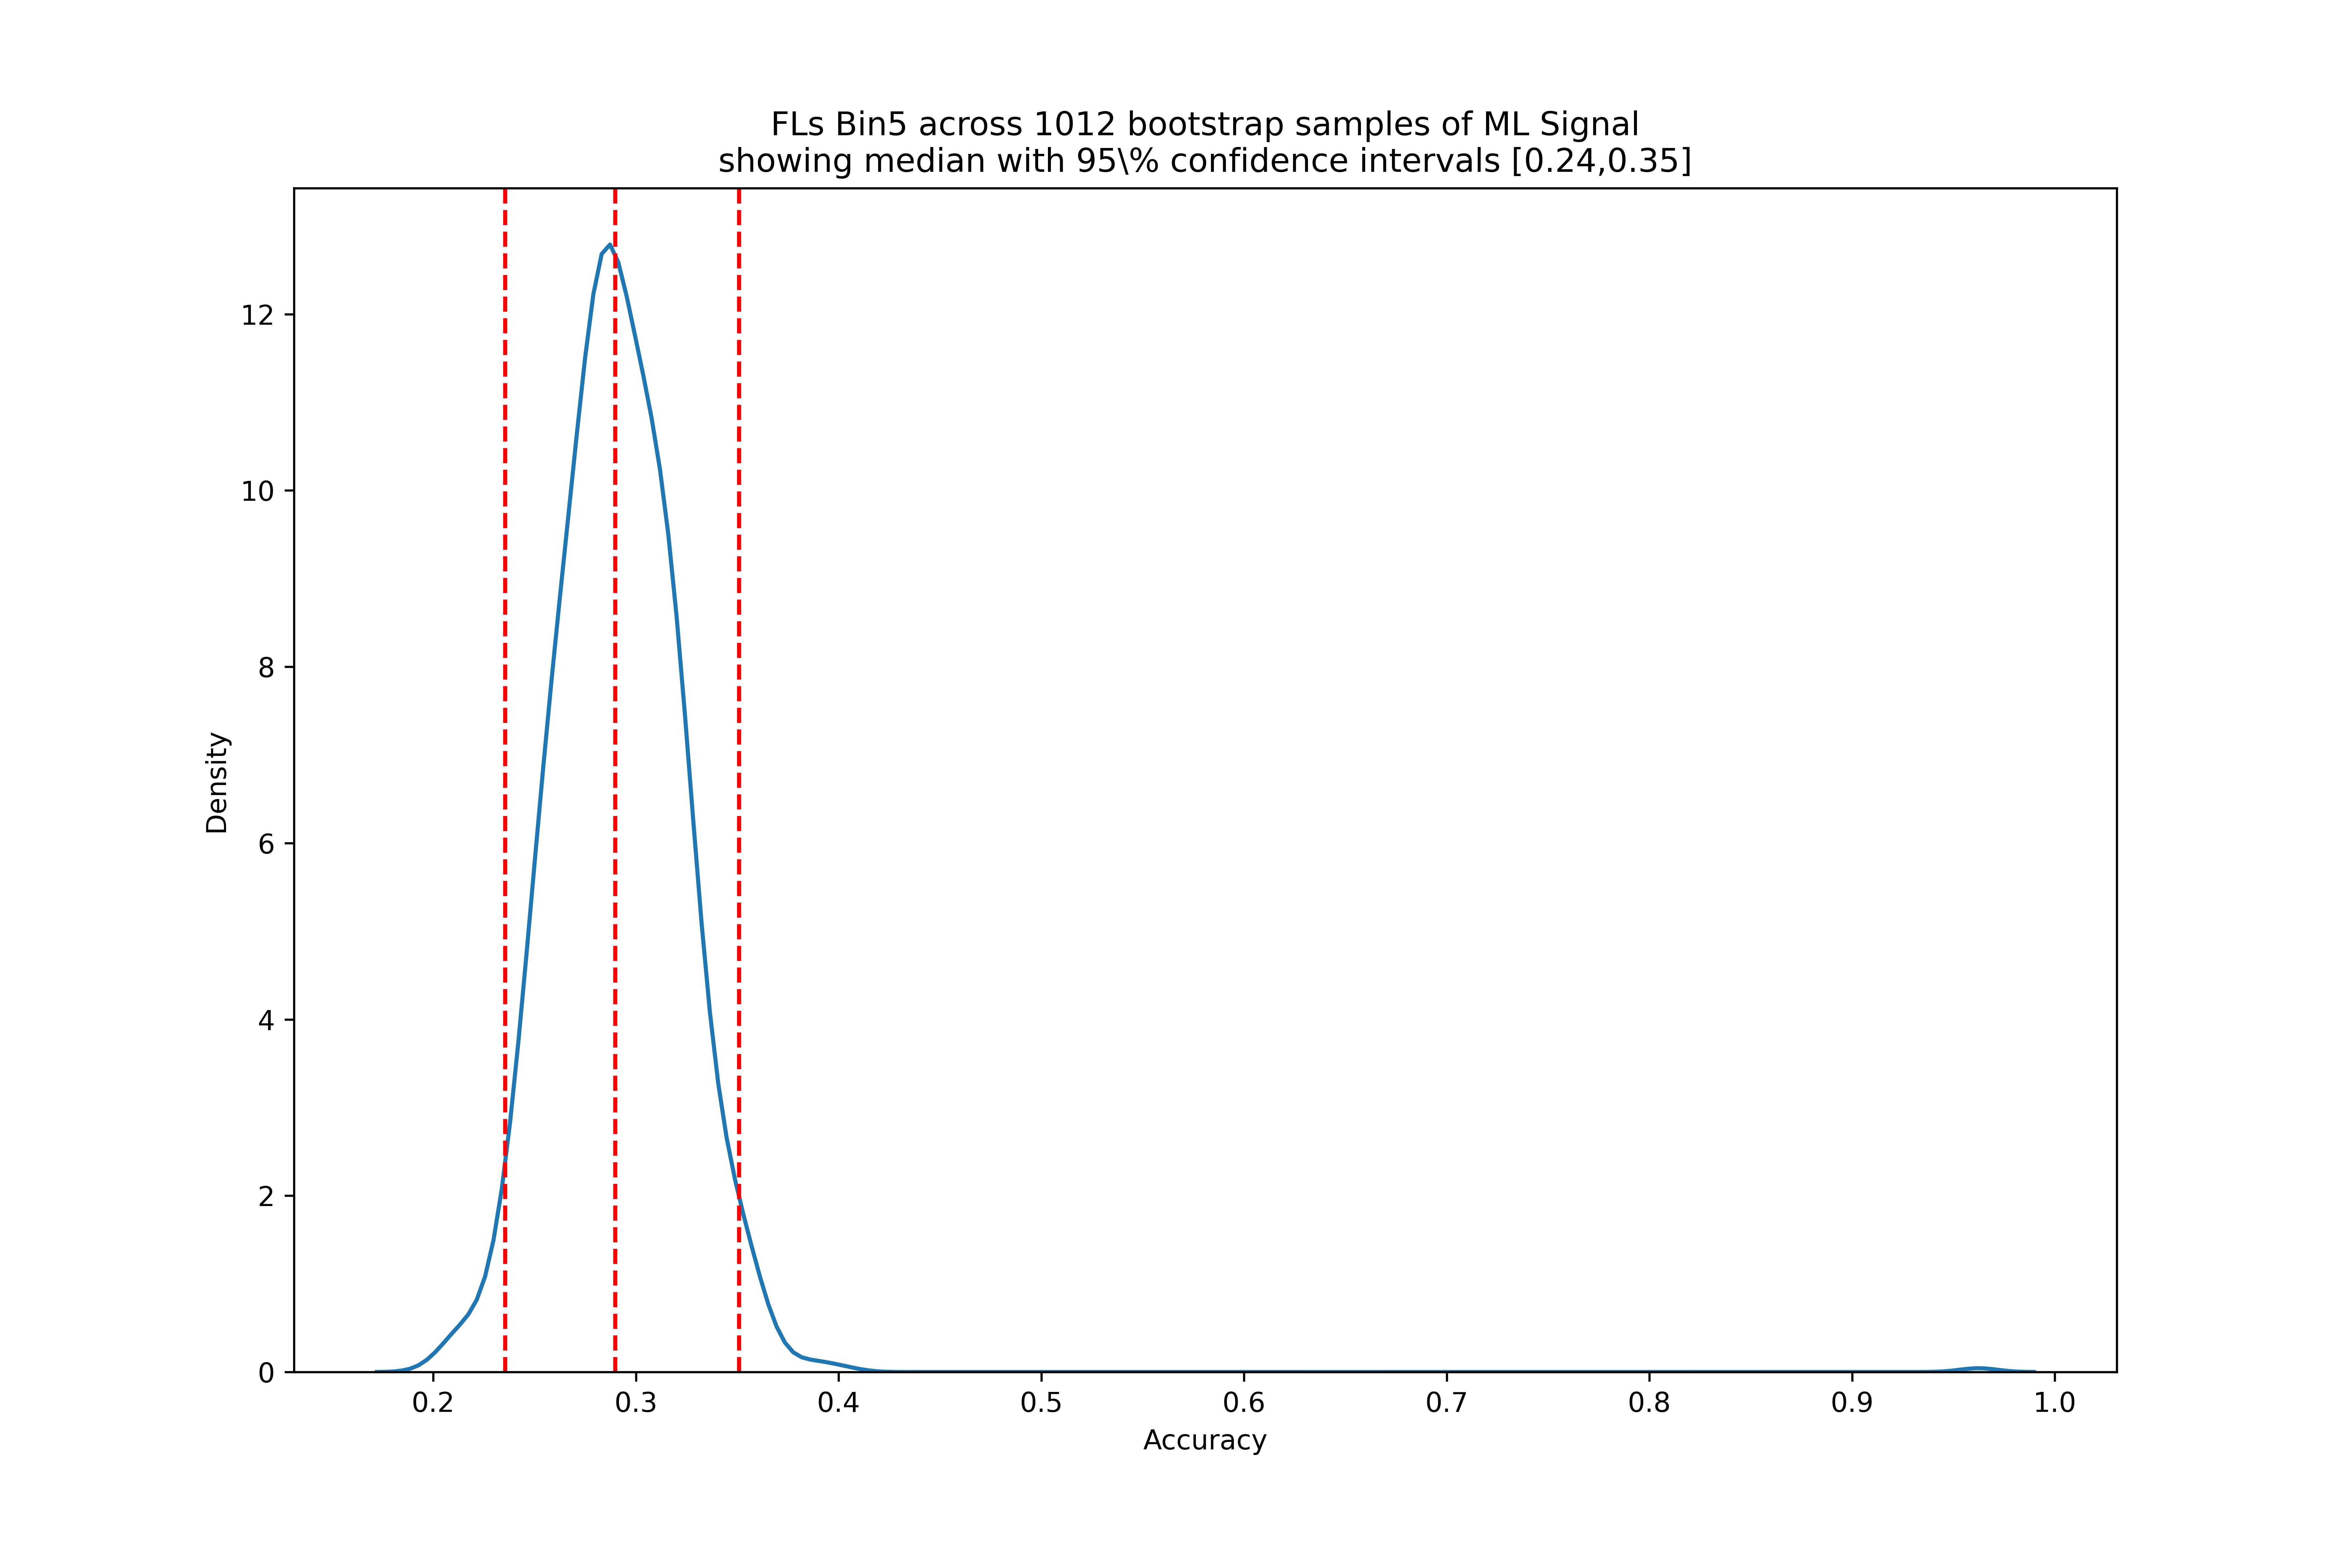 FLs Bin5 across 1012 bootstrap samples of ML Signal
showing median with 95\% confidence intervals [0.24,0.35]
12
10
8
6
4
2
0
Density
0.2 0.3 0.4 0.5 0.6 0.7 0.8 0.9 1.0
Accuracy